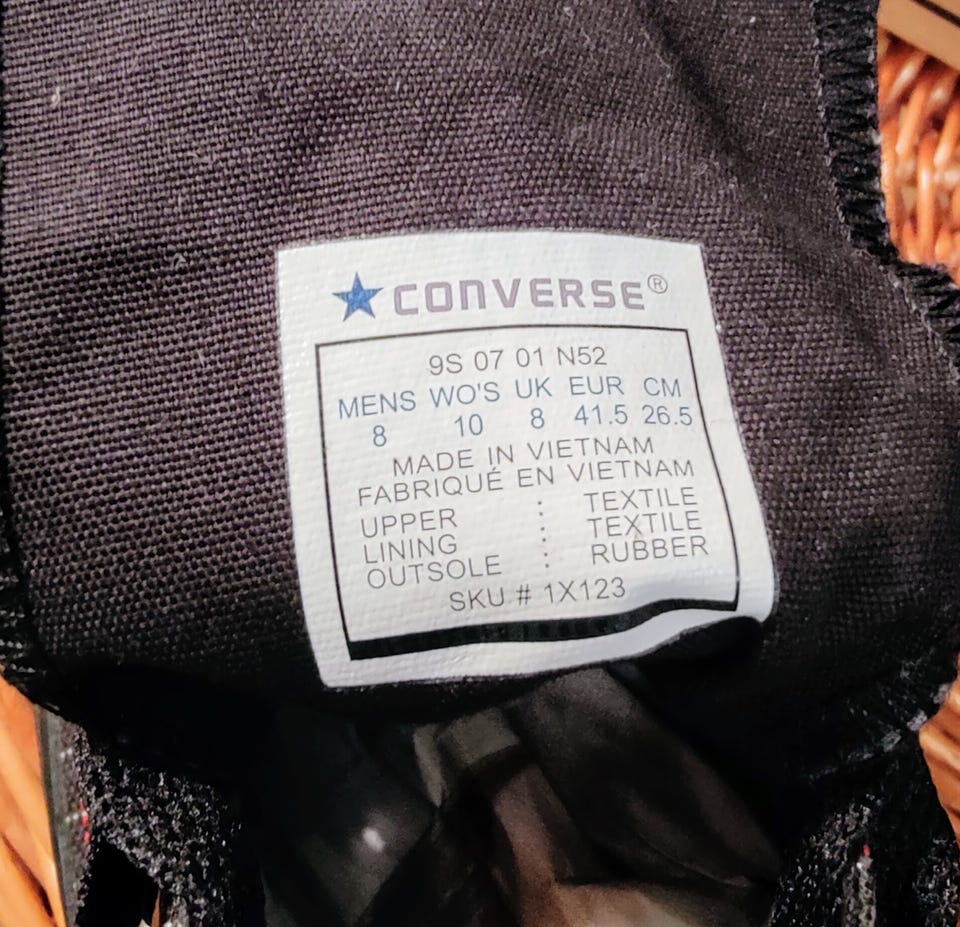 CONVERSE®
9S 07 01 N52
MENS WO'S UK EUR CM
8 10 8 41.5 26.5
MADE IN VIETNAM
FABRIQUÉ EN VIETNAM
UPPER : TEXTILE
LINING : TEXTILE
OUTSOLE : RUBBER
SKU # 1X123